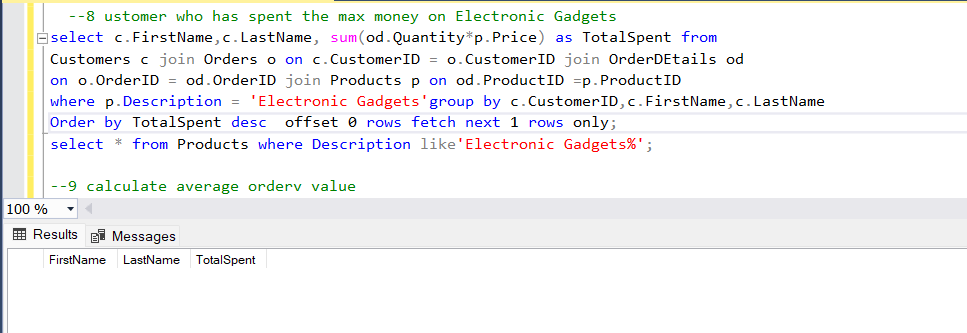 --8 ustomer who has spent the max money on Electronic Gadgets
select c.FirstName,c.LastName, sum(od.Quantity*p.Price) as TotalSpent from
Customers c join Orders o on c.CustomerID = o.CustomerID join OrderDEtails od
on o.OrderID = od.OrderID join Products p on od.ProductID =p.ProductID
where p.Description = 'Electronic Gadgets'group by c.CustomerID,c.FirstName,c.LastName
Order by TotalSpent desc  offset 0 rows fetch next 1 rows only;
select * from Products where Description like'Electronic Gadgets%';
--9 calculate average orderv value
100 %
Results Messages
FirstName LastName TotalSpent